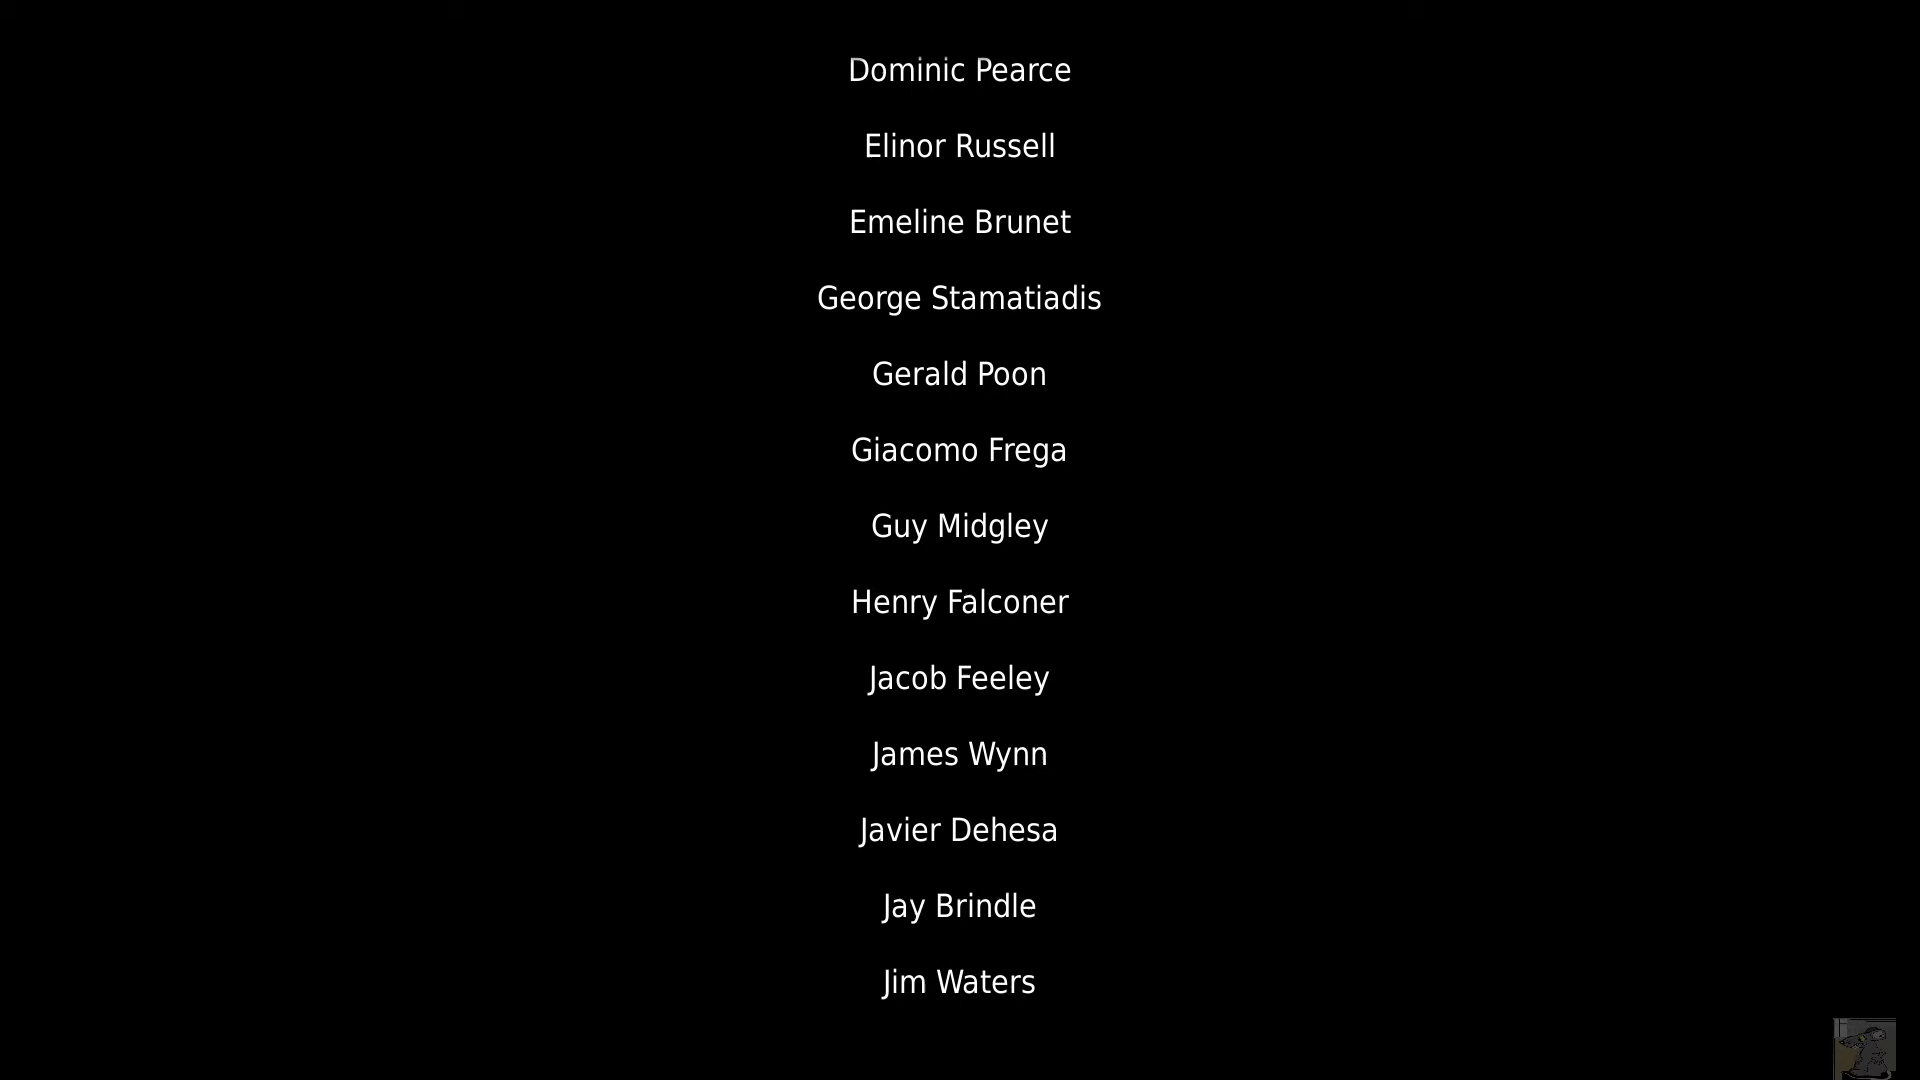 Dominic Pearce
Elinor Russell
Emeline Brunet
George Stamatiadis
Gerald Poon
Giacomo Frega
Guy Midgley
Henry Falconer
Jacob Feeley
James Wynn
Javier Dehesa
Jay Brindle
Jim Waters